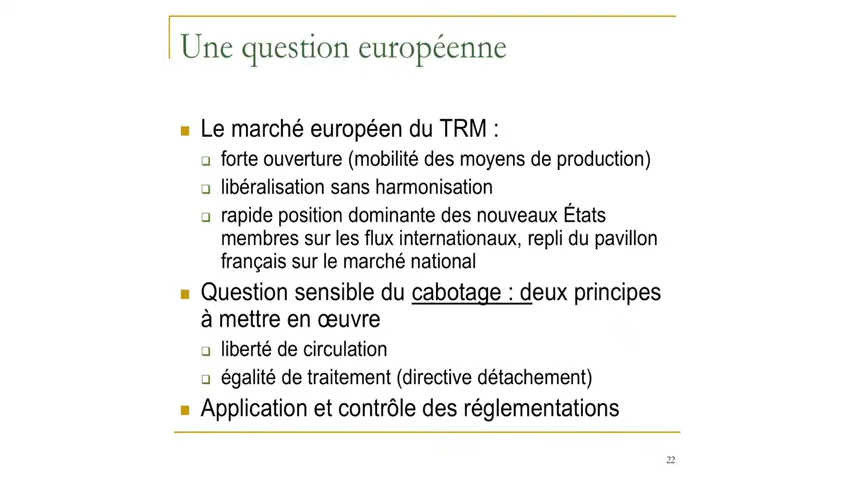 Une question européenne
Le marché européen du TRM :
forte ouverture (mobilité des moyens de production)
libéralisation sans harmonisation
rapide position dominante des nouveaux États
membres sur les flux internationaux, repli du pavillon
français sur le marché national
Question sensible du cabotage : deux principes
à mettre en œuvre
liberté de circulation
égalité de traitement (directive détachement)
Application et contrôle des réglementations
22